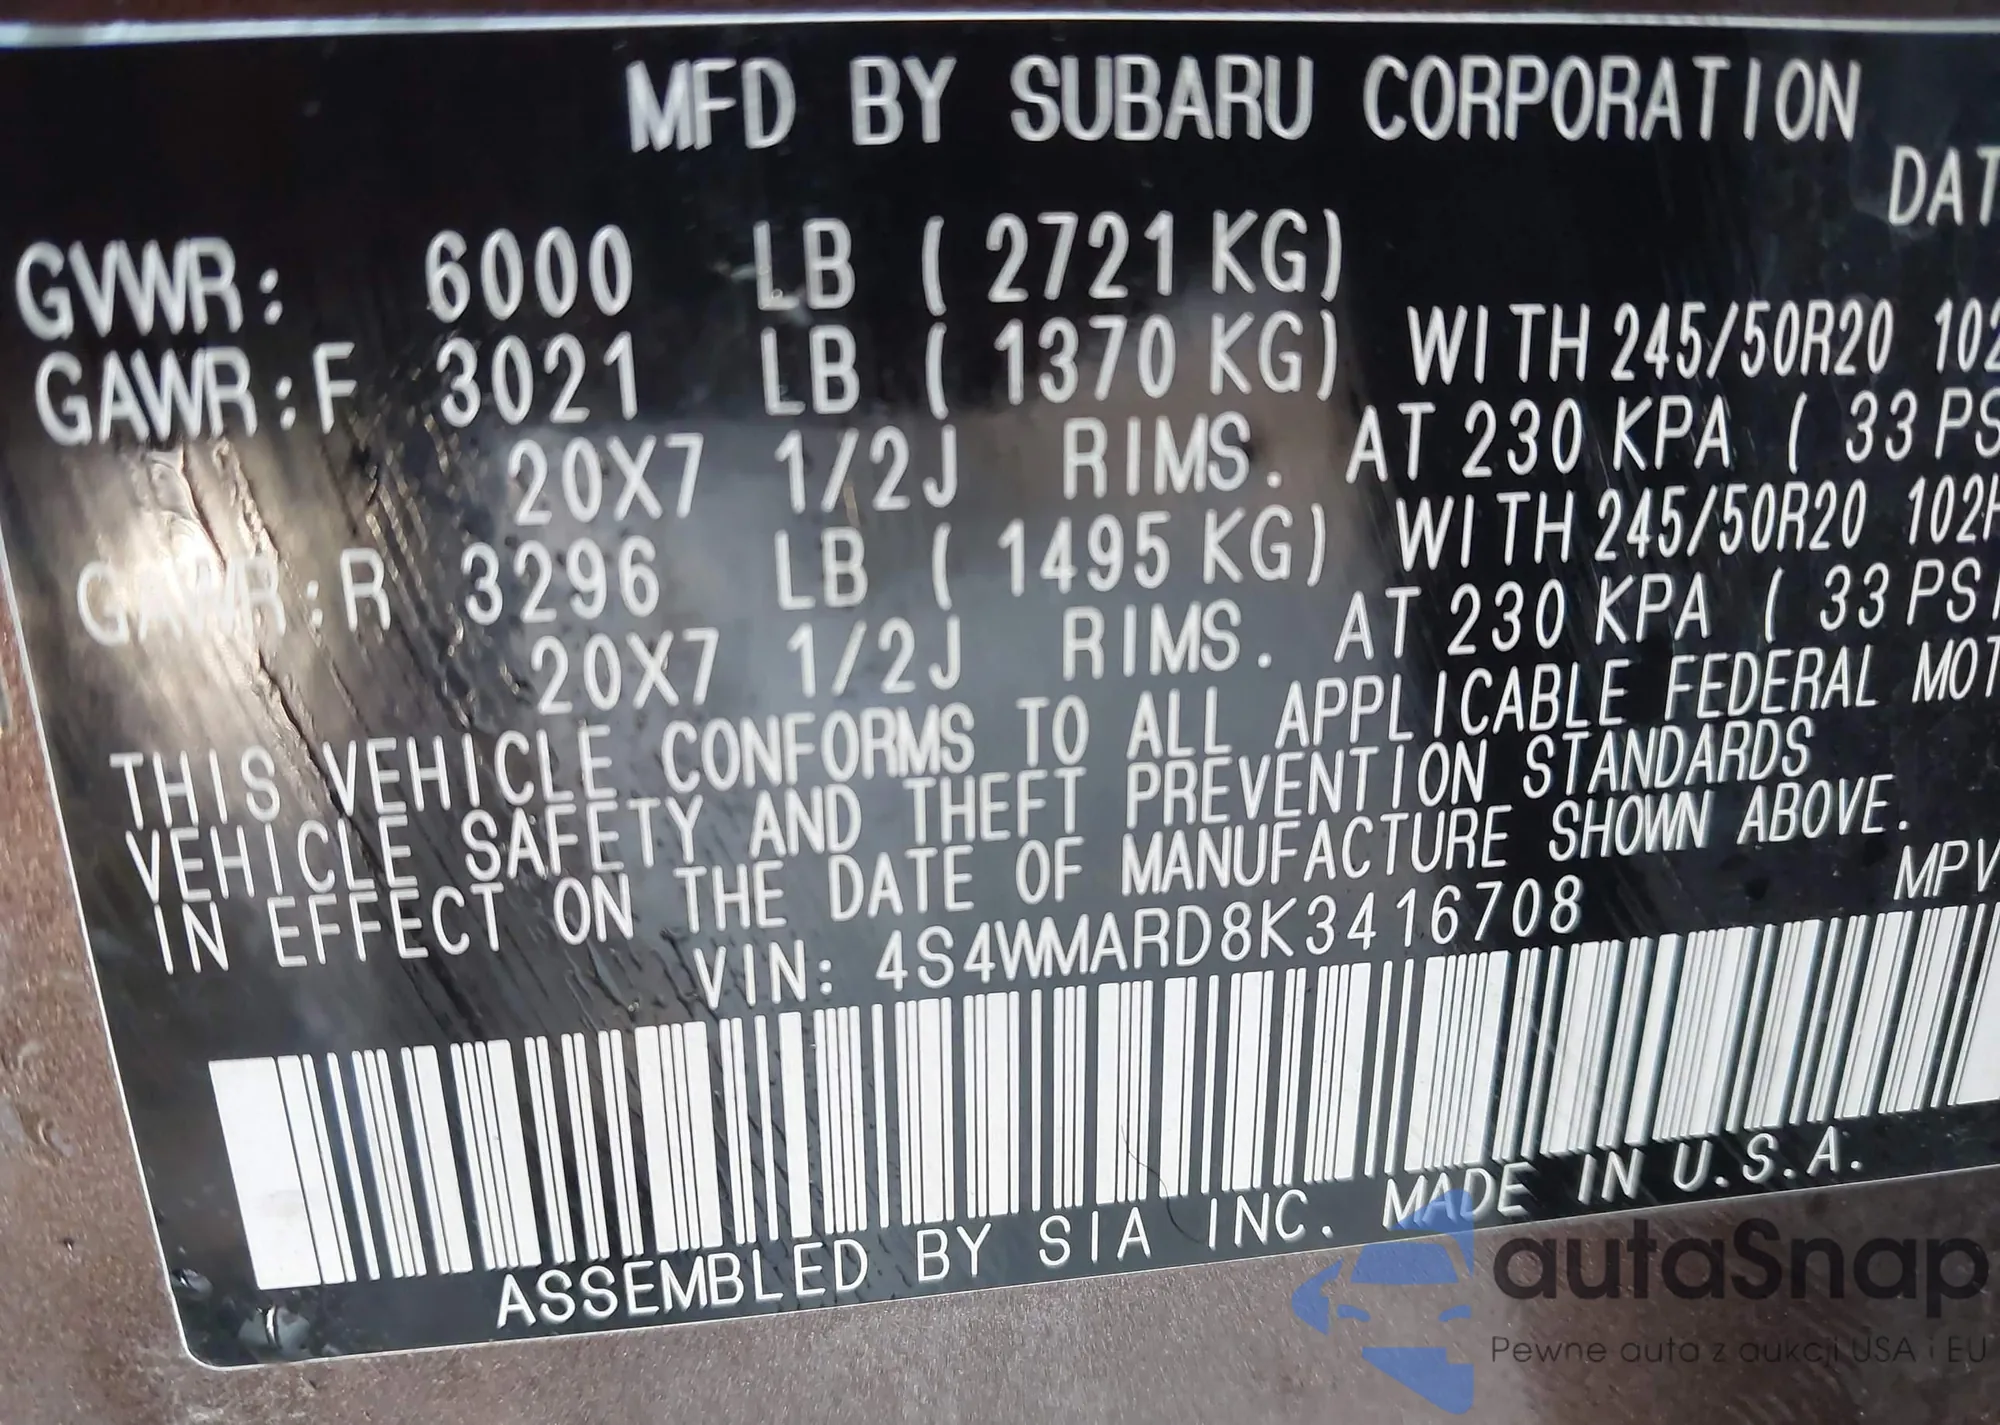 MFD BY SUBARU CORPORATION
DAT
GVWR: 6000 LB ( 2721 KG)
GAWR:F 3021 LB ( 1370 KG) WITH 245/50R20 102
20X7 1/2J RIMS. AT 230 KPA ( 33 PS
GAWR:R 3296 LB ( 1495 KG) WITH 245/50R20 102H
20X7 1/2J RIMS. AT 230 KPA ( 33 PSI
THIS VEHICLE CONFORMS TO ALL APPLICABLE FEDERAL MOT
VEHICLE SAFETY AND THEFT PREVENTION STANDARDS
IN EFFECT ON THE DATE OF MANUFACTURE SHOWN ABOVE.
VIN: 4S4WMARD8K3416708 MPV
ASSEMBLED BY SIA INC. MADE IN U.S.A.
autaSnap
Pewne auta z aukcji USA i EU